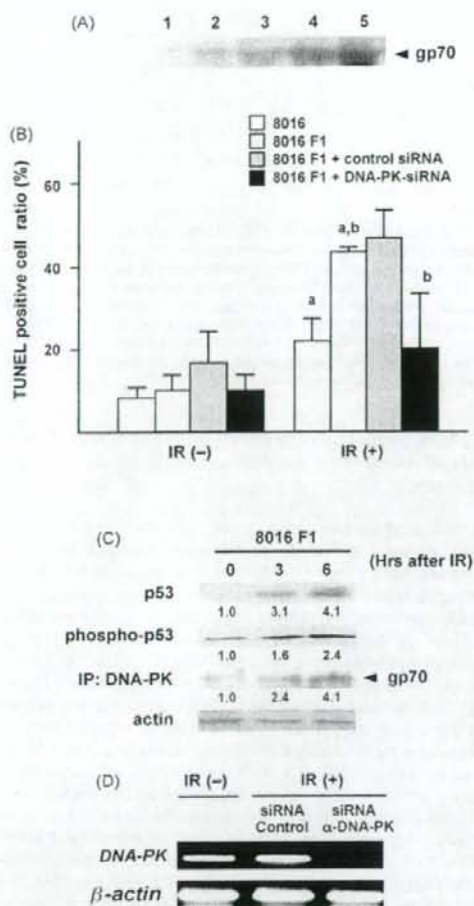 (A) 1 2 3 4 5
gp70
(B)
8016
8016 F1
8016 F1 + control siRNA
8016 F1 + DNA-PK-siRNA
TUNEL positive cell ratio (%)
60
40
20
a
a,b
b
IR (–) IR (+)
(C) 8016 F1
0 3 6 (Hrs after IR)
p53
1.0 3.1 4.1
phospho-p53
1.0 1.6 2.4
IP: DNA-PK gp70
1.0 2.4 4.1
actin
(D) IR (–) IR (+)
siRNA Control siRNA α-DNA-PK
DNA-PK
β-actin